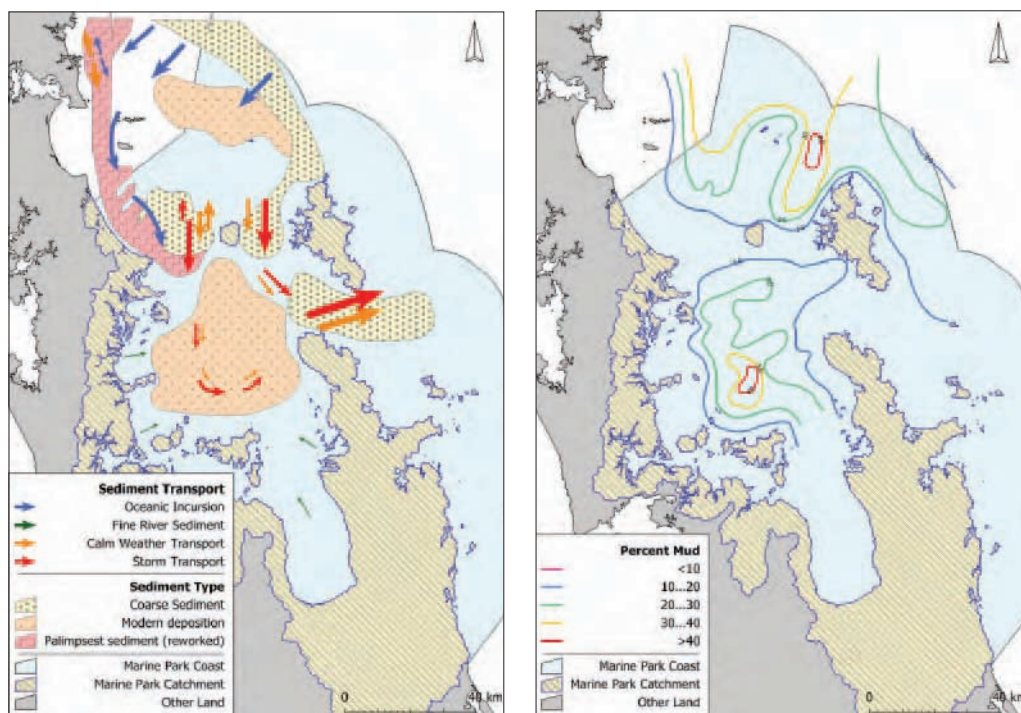 Sediment Transport
Oceanic Incursion
Fine River Sediment
Calm Weather Transport
Storm Transport
Sediment Type
Coarse Sediment
Modern deposition
Palimpsest sediment (reworked)
Marine Park Coast
Marine Park Catchment
Other Land
0 40 km
Percent Mud
<10
10...20
20...30
30...40
>40
Marine Park Coast
Marine Park Catchment
Other Land
0 40 km